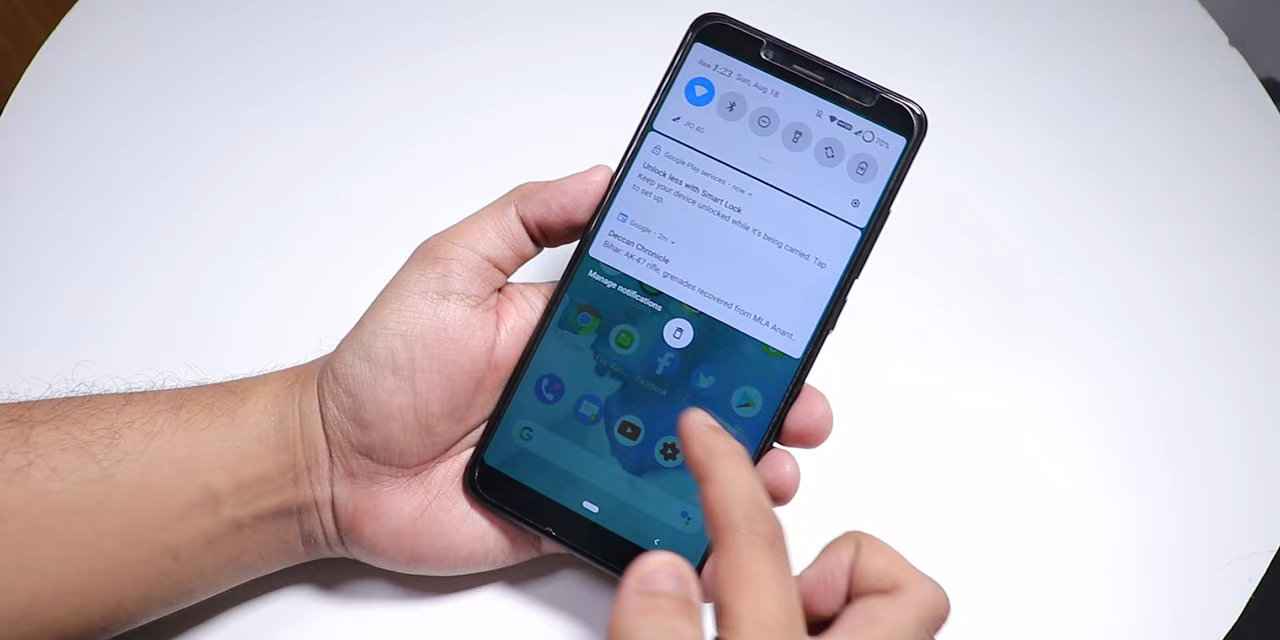 1:23 Sun, Aug 18
70%
JIO 4G
Google Play services • now
Unlock less with Smart Lock
Keep your device unlocked while it's being carried. Tap
to set up.
Google • 2m
Deccan Chronicle
Bihar: AK-47 rifle, grenades recovered from MLA Anant...
Manage notifications
Facebook